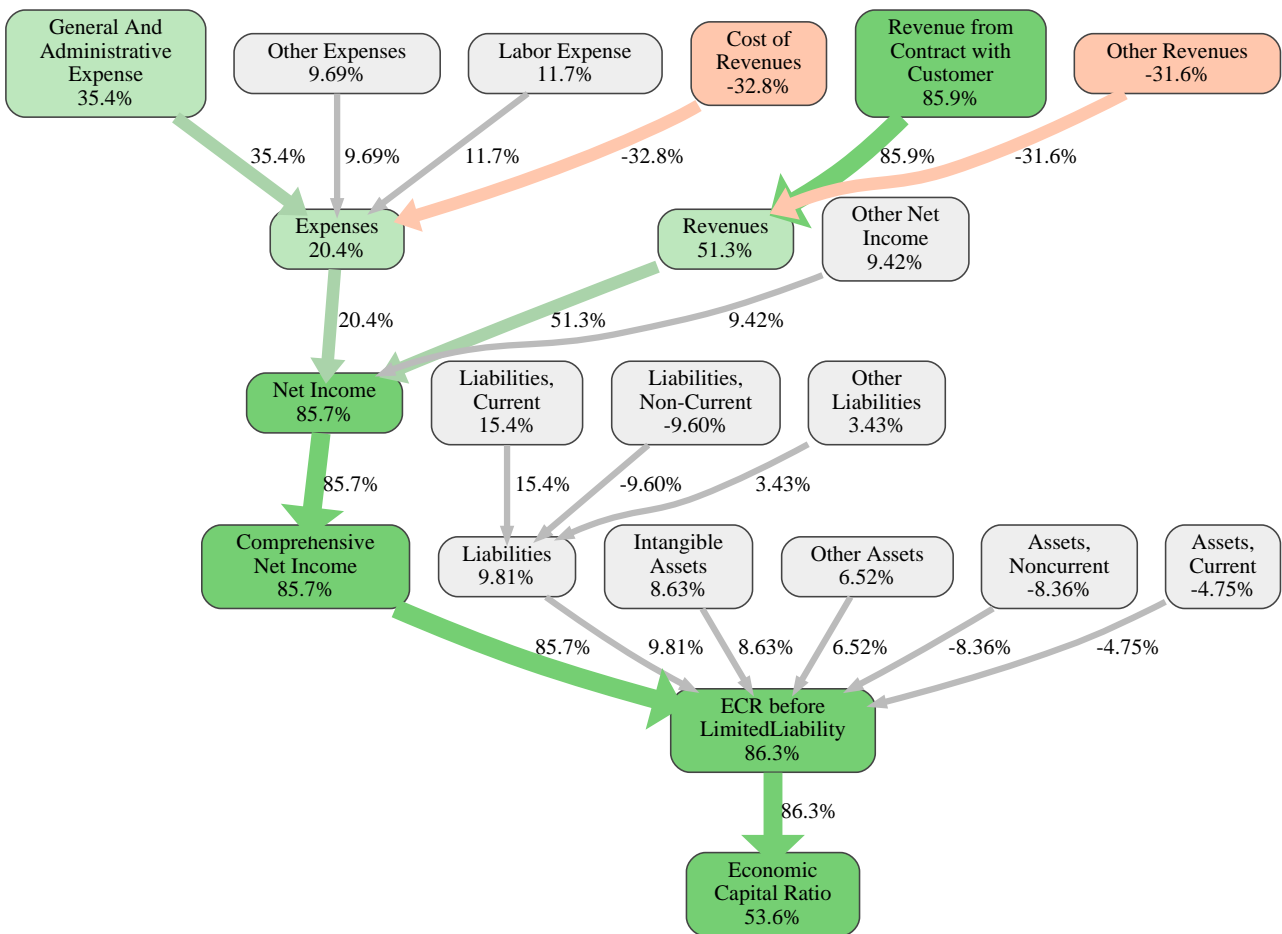 General And
Administrative
Expense
35.4%
Other Expenses
9.69%
Labor Expense
11.7%
Cost of
Revenues
-32.8%
Revenue from
Contract with
Customer
85.9%
Other Revenues
-31.6%
35.4%
9.69%
11.7%
-32.8%
85.9%
-31.6%
Expenses
20.4%
Revenues
51.3%
Other Net
Income
9.42%
20.4%
51.3%
9.42%
Net Income
85.7%
Liabilities,
Current
15.4%
Liabilities,
Non-Current
-9.60%
Other
Liabilities
3.43%
85.7%
15.4%
-9.60%
3.43%
Comprehensive
Net Income
85.7%
Liabilities
9.81%
Intangible
Assets
8.63%
Other Assets
6.52%
Assets,
Noncurrent
-8.36%
Assets,
Current
-4.75%
85.7%
9.81%
8.63%
6.52%
-8.36%
-4.75%
ECR before
LimitedLiability
86.3%
86.3%
Economic
Capital Ratio
53.6%